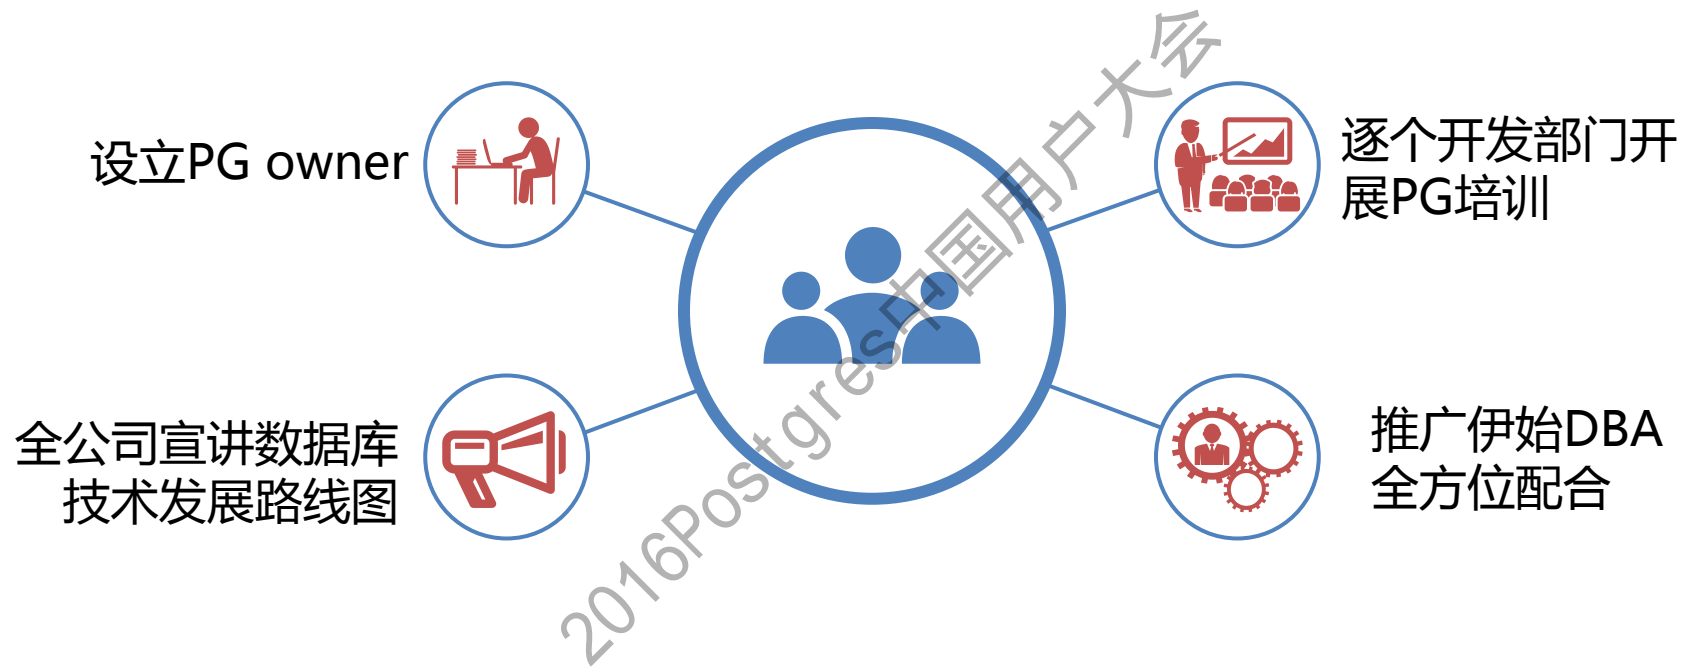 设立PG owner
逐个开发部门开
展PG培训
全公司宣讲数据库
技术发展路线图
推广伊始DBA
全方位配合
2016Postgres中国用户大会